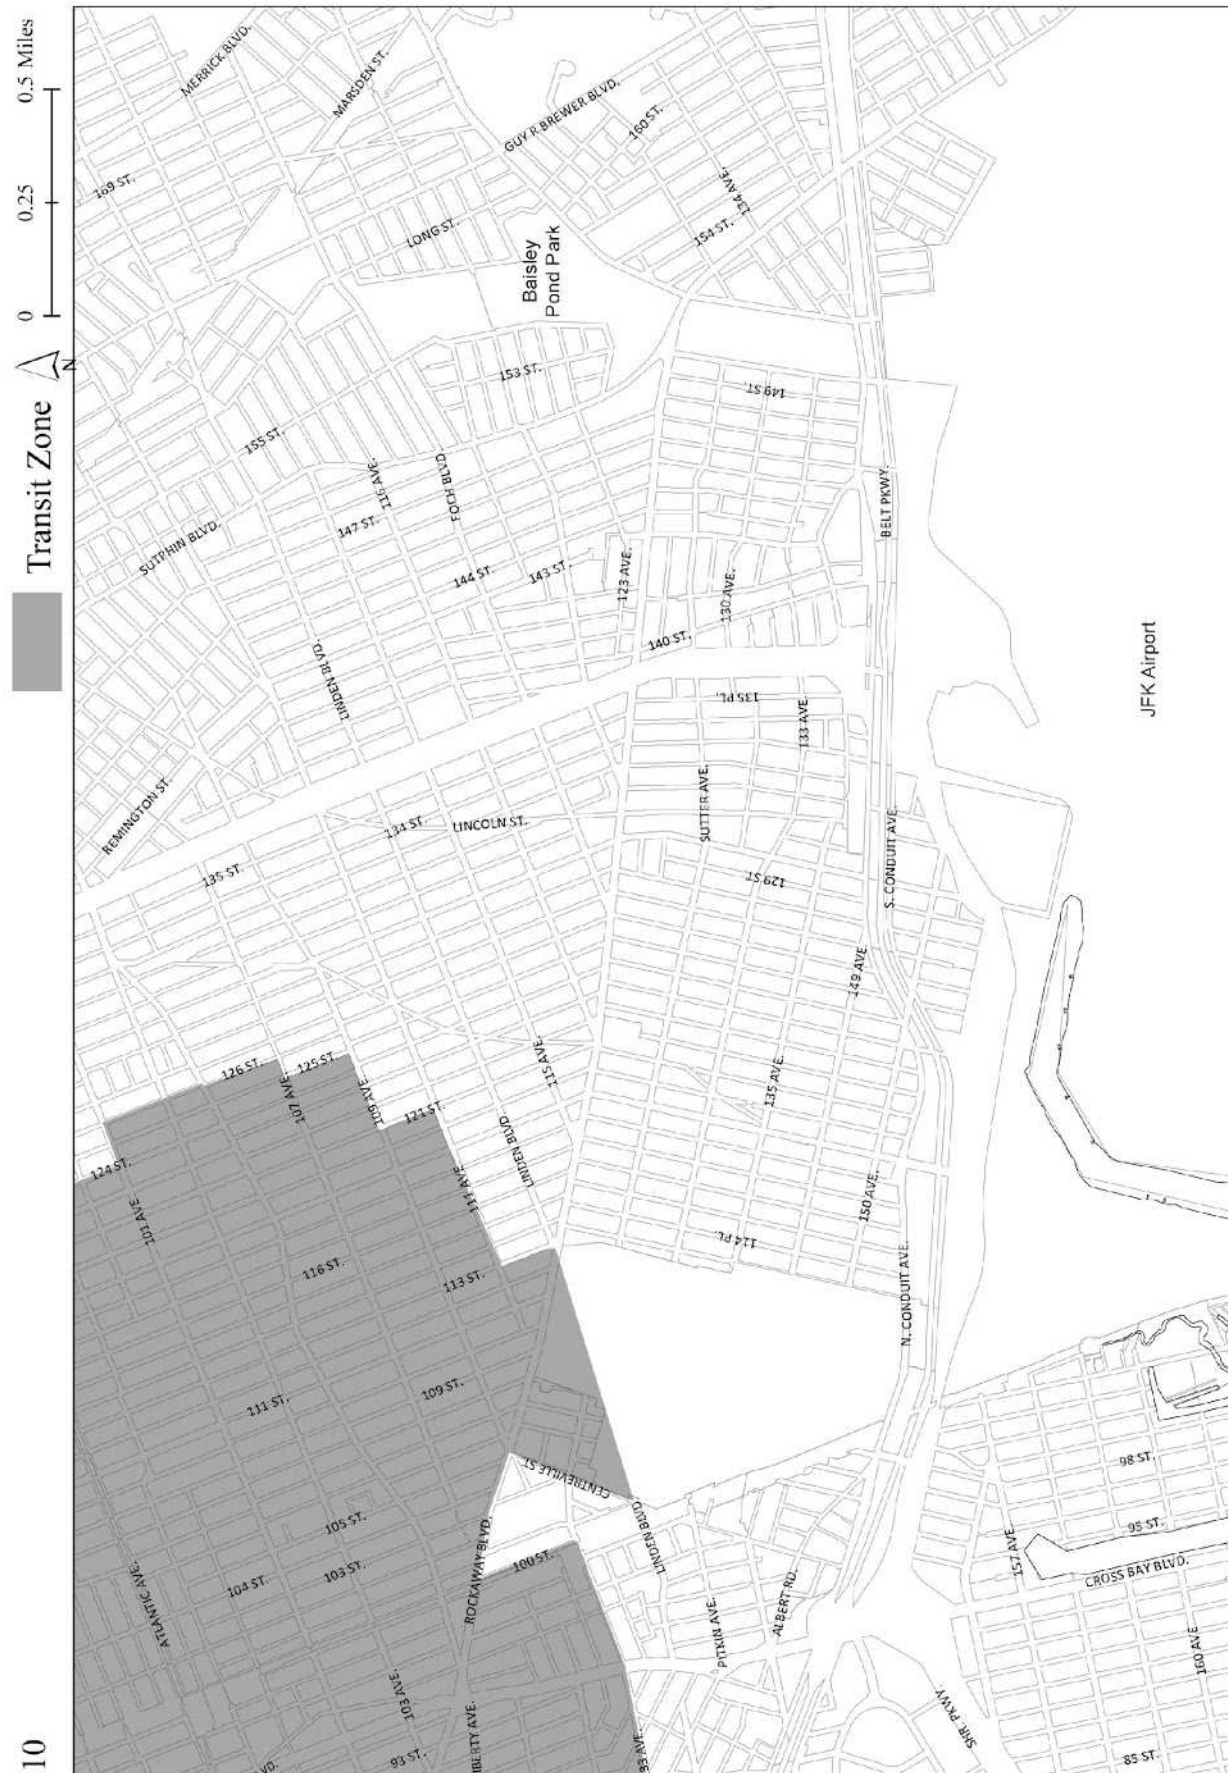 10
Transit Zone
N
0
0.25
0.5 Miles
MERRICK BLVD.
MARSDEN ST.
169 ST.
GUY R BREWER BLVD.
160 ST.
LONG ST.
134 AVE.
154 ST.
Baisley
Pond Park
153 ST.
149 ST.
155 ST.
116 AVE.
FOCH BLVD
147 ST.
SUTPHIN BLVD.
144 ST.
143 ST.
123 AVE.
130 AVE.
BELT PKWY.
LINDEN BLVD.
140 ST.
135 PL.
133 AVE.
JFK Airport
REMINGTON ST.
134 ST.
LINCOLN ST.
SUTTER AVE.
135 ST.
129 ST
S. CONDUIT AVE.
149 AVE.
126 ST.
125 ST.
107 AVE.
109 AVE
121 ST.
115 AVE.
135 AVE.
124 ST.
101 AVE
111 AVE.
LINDEN BLVD.
150 AVE.
114 PL.
116 ST.
113 ST.
N. CONDUIT AVE.
111 ST.
109 ST.
CENTREVILLE ST.
98 ST.
105 ST.
ROCKAWAY BLVD.
100 ST.
LINDEN BLVD.
157 AVE
95 ST.
CROSS BAY BLVD.
ATLANTIC AVE.
104 ST.
103 ST.
PITKIN AVE.
ALBERT RD.
160 AVE
103 AVE.
SHR. PKWY.
93 ST.
IBERTY AVE.
VD.
33 AVE.
85 ST.